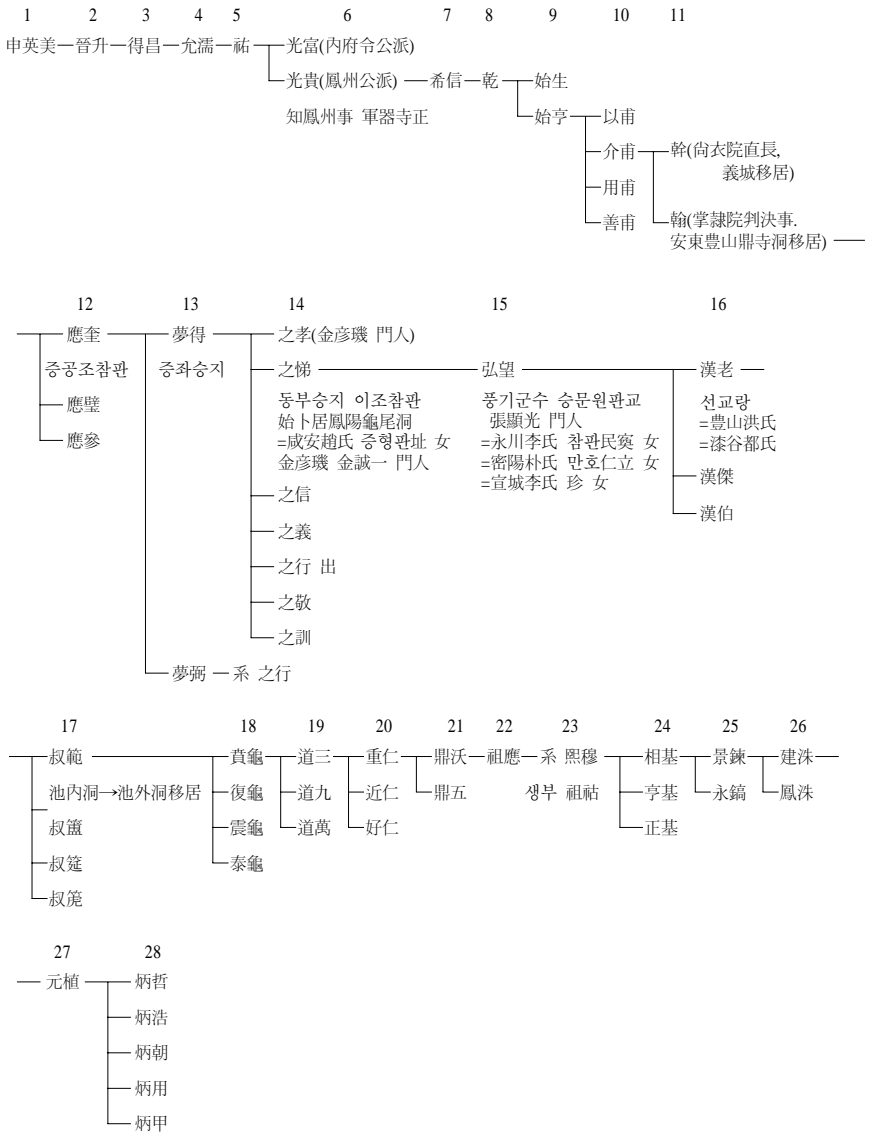 1 2 3 4 5 6 7 8 9 10 11
申英美 晉升 得昌 允濡 祐 光富(內府令公派)
光貴(鳳州公派) 希信 乾 始生
知鳳州事 軍器寺正 始亨 以甫
介甫 幹(尙衣院直長,
義城移居)
用甫
善甫 翰(掌隷院判決事.
安東豊山鼎寺洞移居)
12 13 14 15 16
應奎 夢得 之孝(金彦璣 門人)
증공조참판 증좌승지 之悌 弘望 漢老
應璧 동부승지 이조참판 풍기군수 승문원판교 선교랑
始卜居鳳陽龜尾洞 張顯光 門人 =豊山洪氏
應參 =咸安趙氏 증형판址 女 =永川李氏 참판民寏 女 =漆谷都氏
金彦璣 金誠一 門人 =密陽朴氏 만호仁立 女
漢傑
=宣城李氏 珍 女
之信
漢伯
之義
之行 出
之敬
之訓
夢弼 系 之行
17 18 19 20 21 22 23 24 25 26
叔範 賁龜 道三 重仁 鼎沃 祖應 系 熙穆 相基 景鍊 建洙
池內洞→池外洞移居 復龜 道九 近仁 鼎五 생부 祖祜 亨基 永鎬 鳳洙
叔簠 震龜 道萬 好仁 正基
叔筵 泰龜
叔箎
27 28
元植 炳哲
炳浩
炳朝
炳用
炳甲